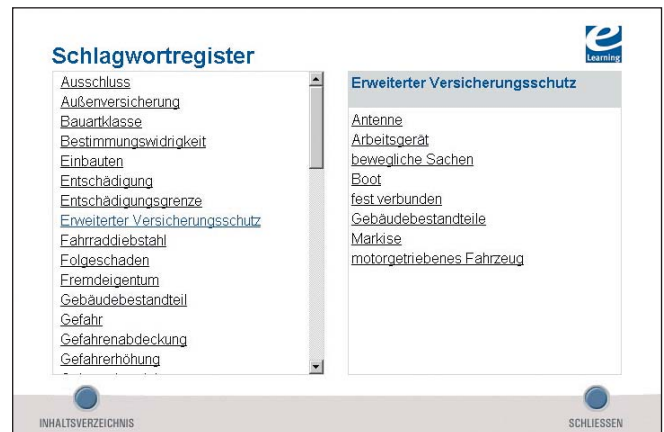 Schlagwortregister
e
Learning
Ausschluss
Außenversicherung
Bauartklasse
Bestimmungswidrigkeit
Einbauten
Entschädigung
Entschädigungsgrenze
Erweiterter Versicherungsschutz
Fahrraddiebstahl
Folgeschaden
Fremdeigentum
Gebäudebestandteil
Gefahr
Gefahrenabdeckung
Gefahrerhöhung
Erweiterter Versicherungsschutz
Antenne
Arbeitsgerät
bewegliche Sachen
Boot
fest verbunden
Gebäudebestandteile
Markise
motorgetriebenes Fahrzeug
INHALTSVERZEICHNIS
SCHLIESSEN